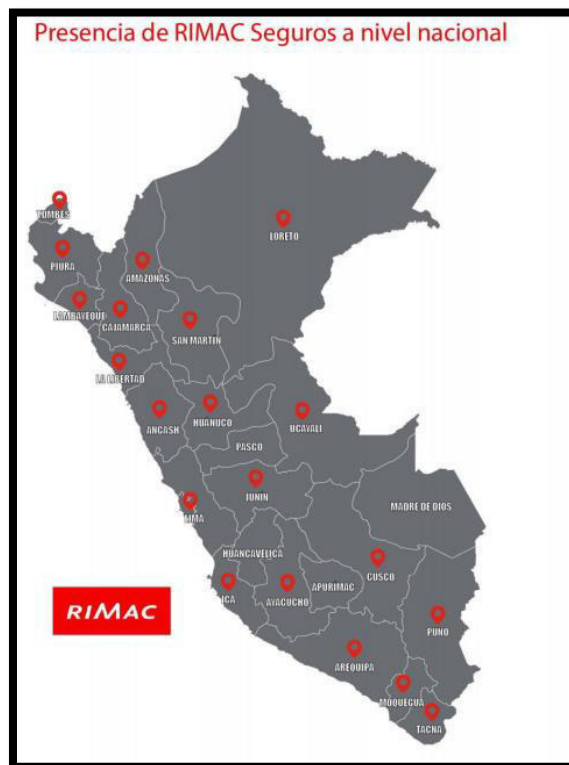 Presencia de RIMAC Seguros a nivel nacional
TUMBES
LORETO
PIURA
AMAZONAS
LAMBAYEQUE
CAJAMARCA
SAN MARTIN
LA LIBERTAD
ANCASH
HUANUCO
UCAYALI
PASCO
JUNIN
MADRE DE DIOS
LIMA
HUANCAVELICA
CUSCO
ICA
AYACUCHO
APURIMAC
RIMAC
PUNO
AREQUIPA
MOQUEGUA
TACNA